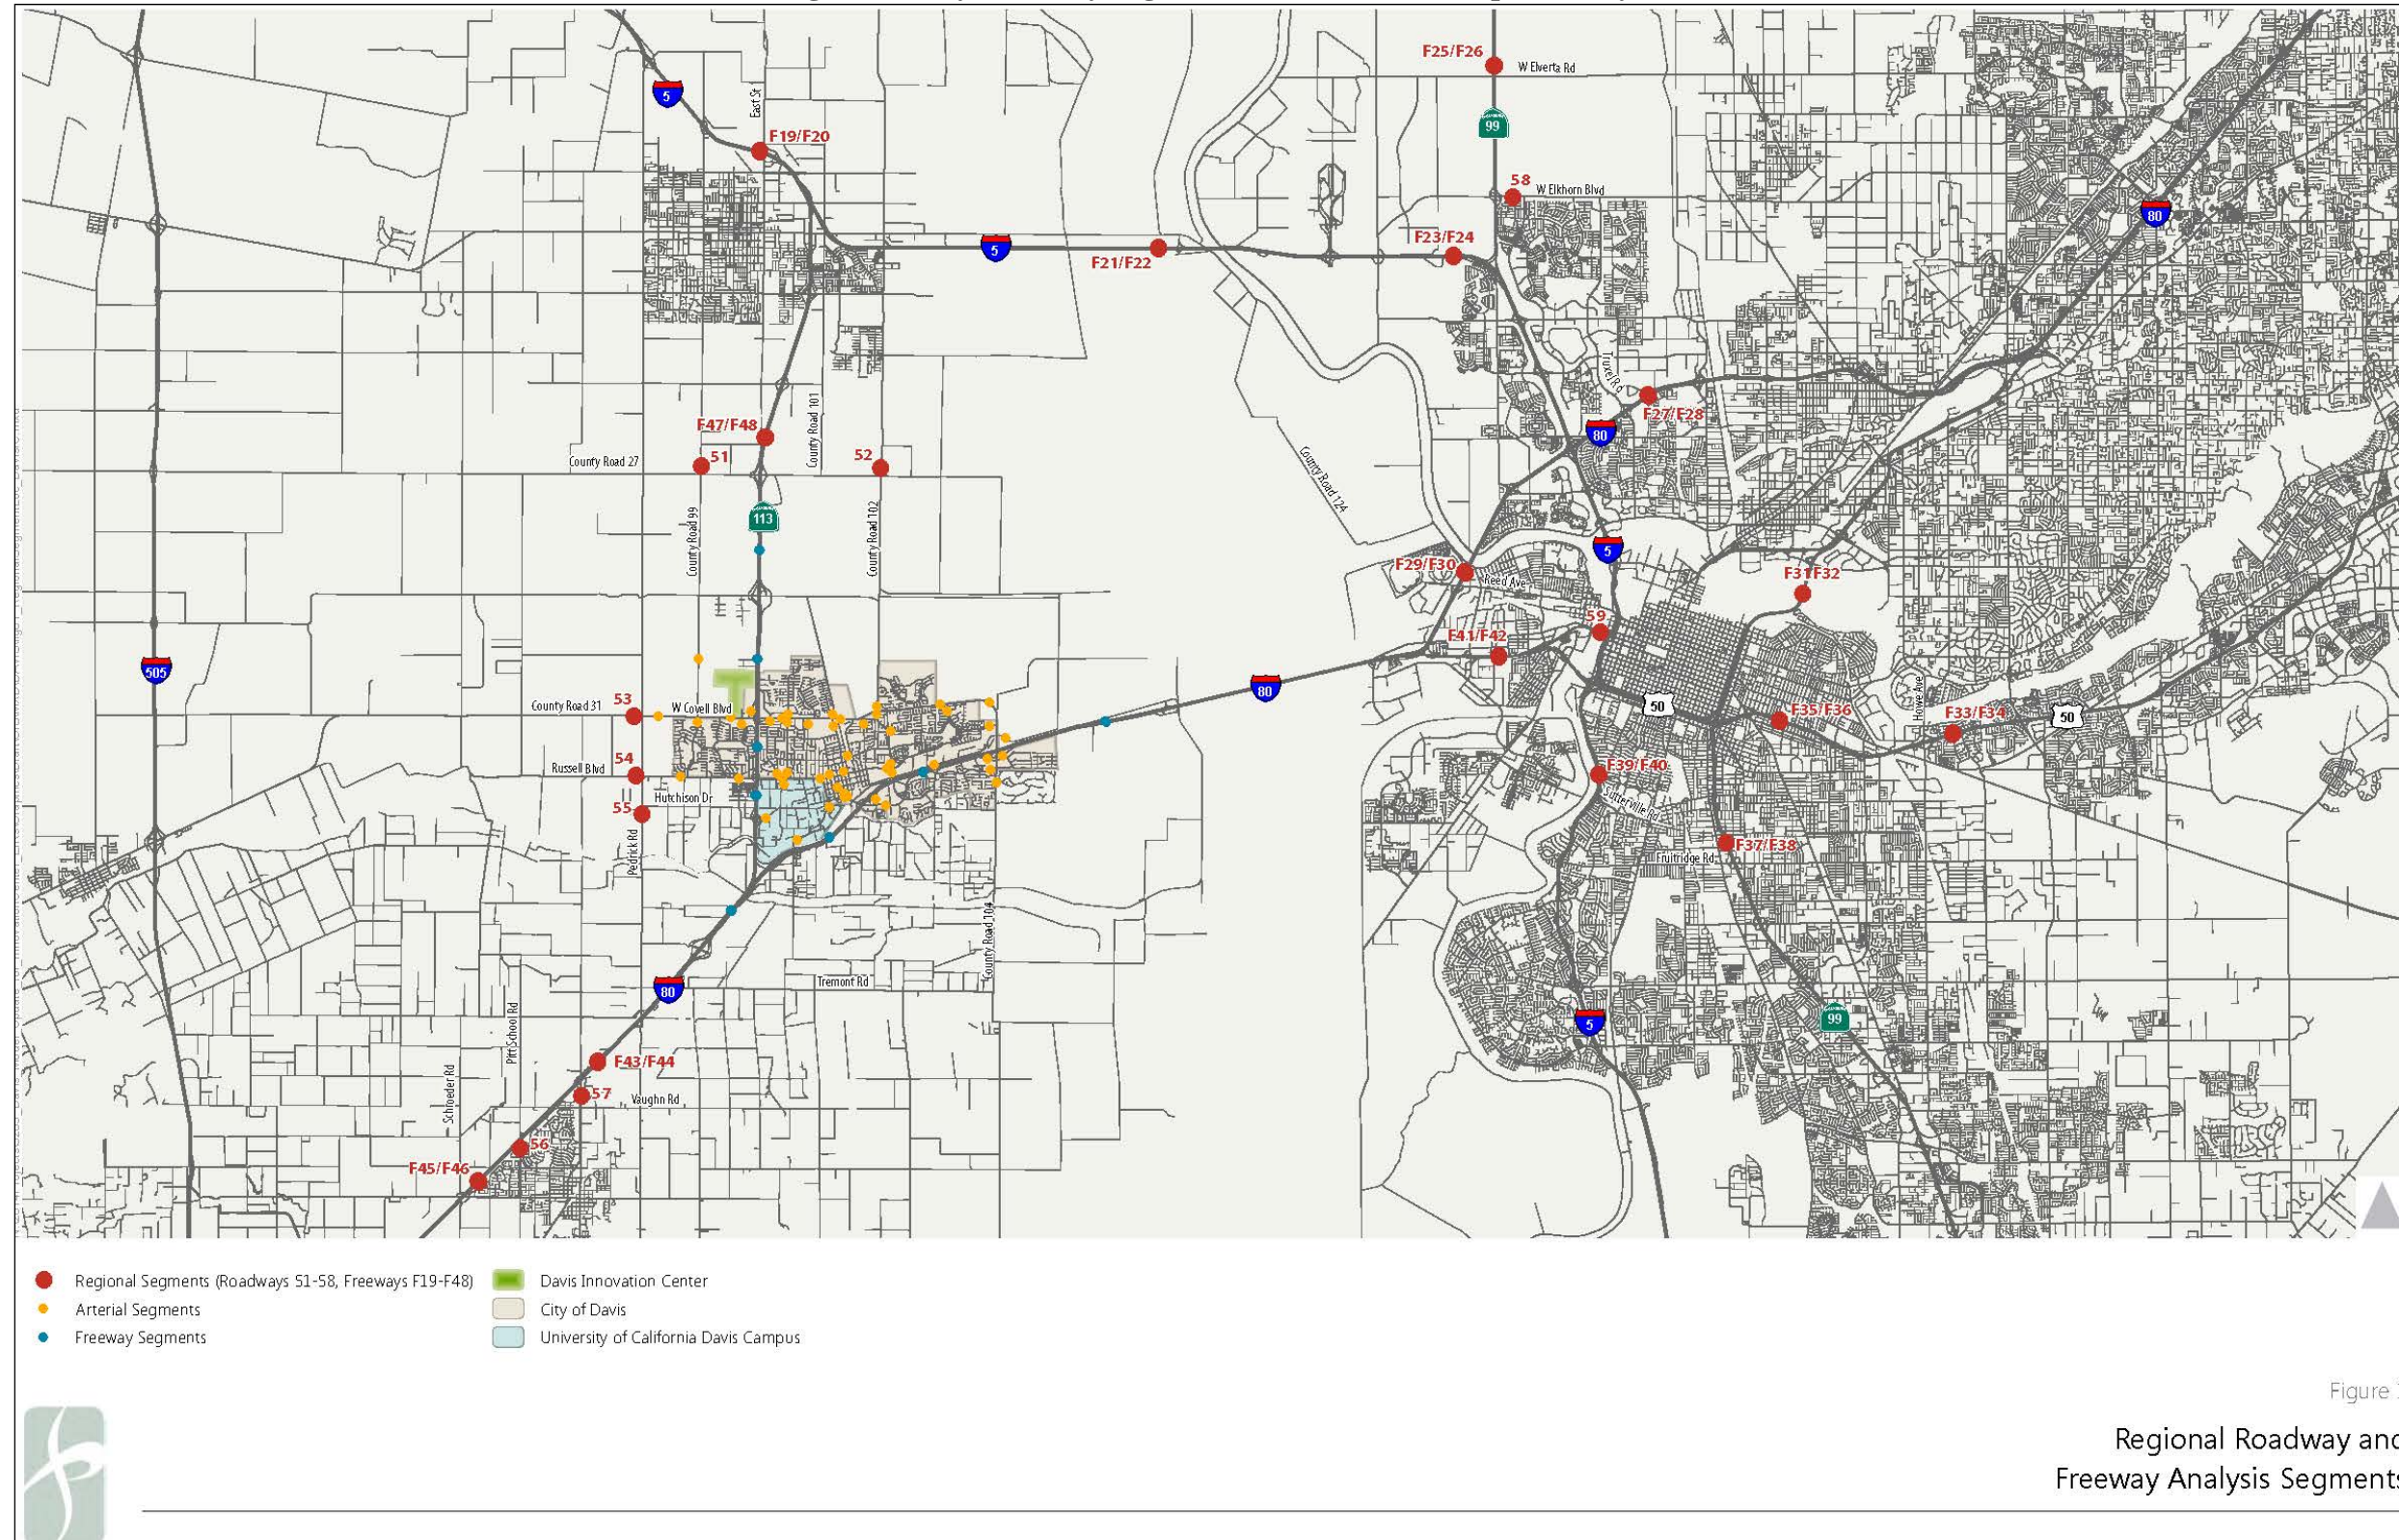 F25/F26
W Elverta Rd
5
East St
99
F19/F20
58
W Elkhorn Blvd
80
F23/F24
5
F21/F22
Truxel Rd
F27/F28
80
F47/F48
County Road 101
County Road 27
51
52
County Road 124
113
County Road 99
County Road 102
5
F29/F30
Reed Ave
F31F32
59
F41/F42
505
80
53
County Road 31
W Covell Blvd
50
Howe Ave
F35/F36
F33/F34
50
54
Russell Blvd
F39/F40
Hutchison Dr
55
Sutterville Rd
Pedrick Rd
F37/F38
Fruitridge Rd
County Road 104
Tremont Rd
80
Pitt School Rd
5
99
F43/F44
Schroeder Rd
57
Vaughn Rd
56
F45/F46
Regional Segments (Roadways 51-58, Freeways F19-F48)
Davis Innovation Center
Arterial Segments
City of Davis
Freeway Segments
University of California Davis Campus
Figure
Regional Roadway and
Freeway Analysis Segments